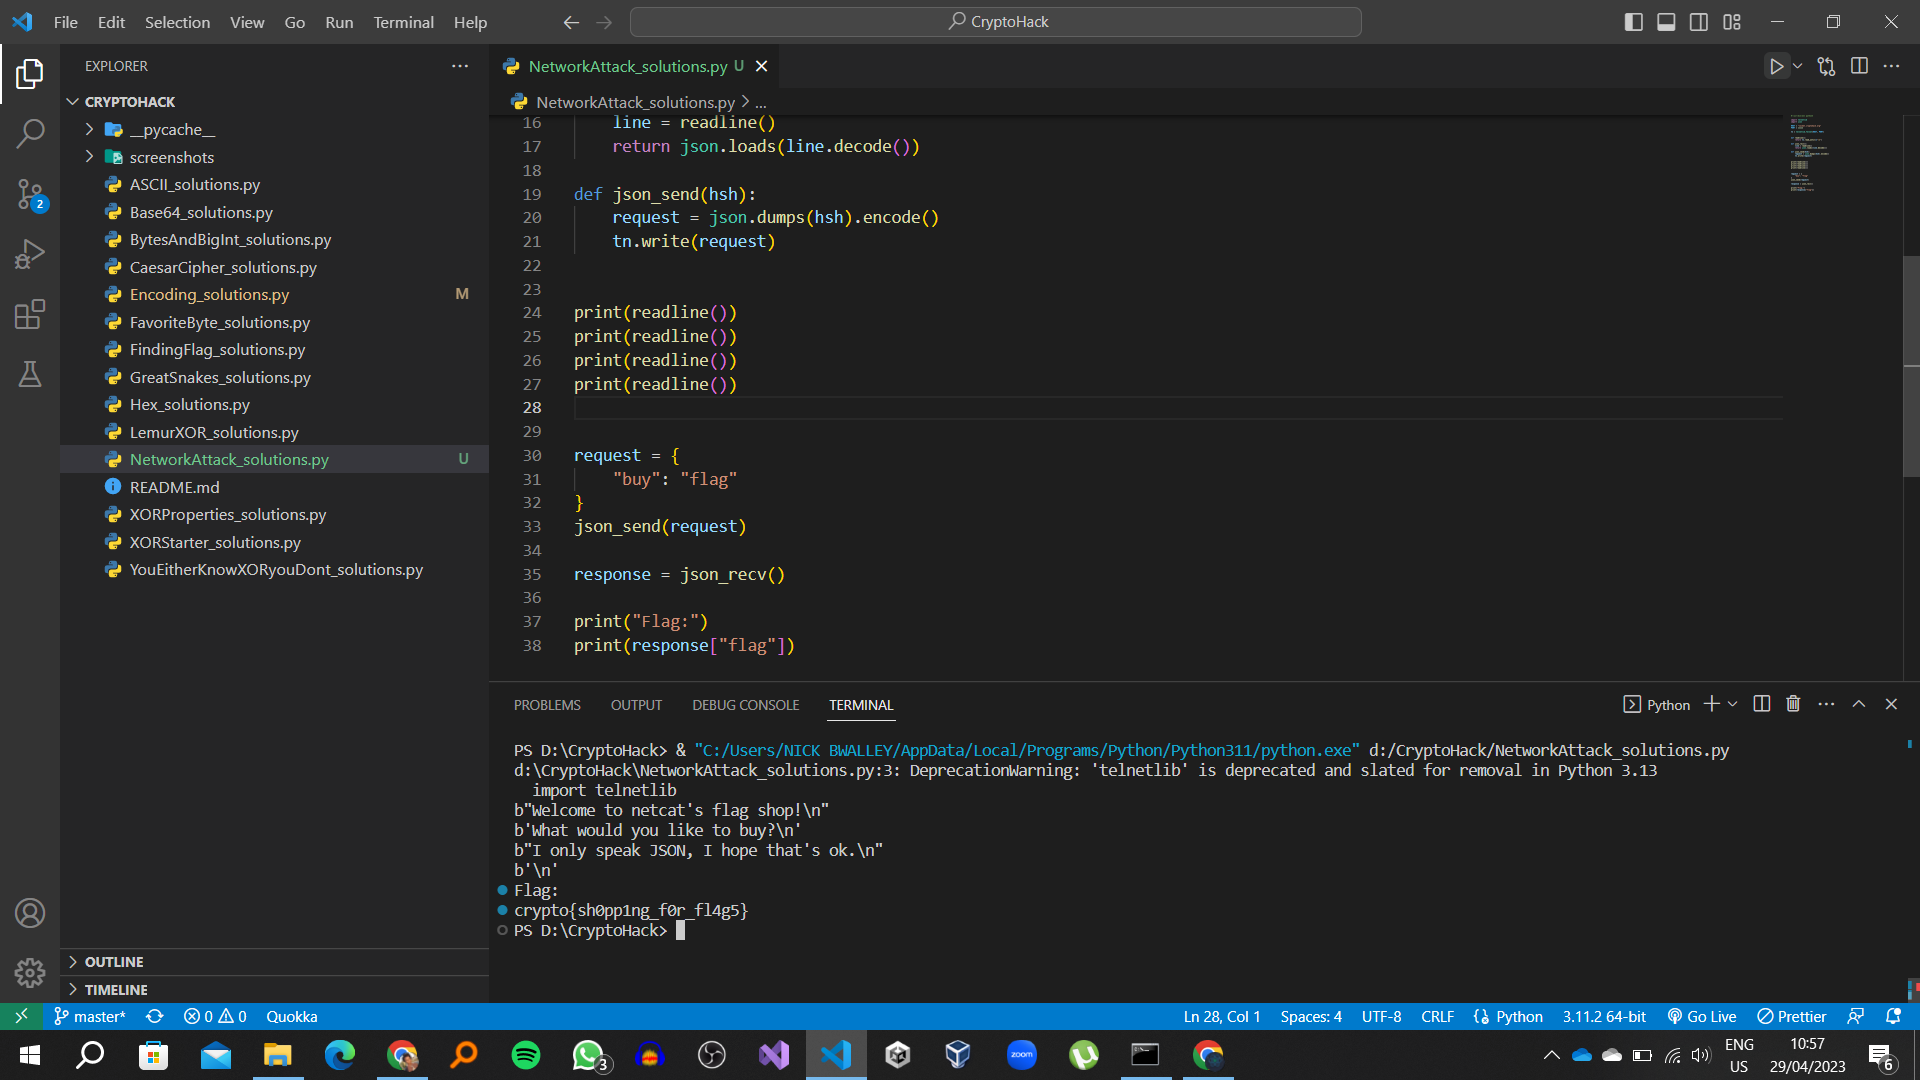 File Edit Selection View Go Run Terminal Help
CryptoHack
EXPLORER
CRYPTOHACK
__pycache__
screenshots
ASCII_solutions.py
Base64_solutions.py
BytesAndBigInt_solutions.py
CaesarCipher_solutions.py
Encoding_solutions.py M
FavoriteByte_solutions.py
FindingFlag_solutions.py
GreatSnakes_solutions.py
Hex_solutions.py
LemurXOR_solutions.py
NetworkAttack_solutions.py U
README.md
XORProperties_solutions.py
XORStarter_solutions.py
YouEitherKnowXORyouDont_solutions.py
OUTLINE
TIMELINE
2
NetworkAttack_solutions.py U
NetworkAttack_solutions.py > ...
16 line = readline()
17 return json.loads(line.decode())
18
19 def json_send(hsh):
20 request = json.dumps(hsh).encode()
21 tn.write(request)
22
23
24 print(readline())
25 print(readline())
26 print(readline())
27 print(readline())
28
29
30 request = {
31 "buy": "flag"
32 }
33 json_send(request)
34
35 response = json_recv()
36
37 print("Flag:")
38 print(response["flag"])
PROBLEMS OUTPUT DEBUG CONSOLE TERMINAL
Python
PS D:\CryptoHack> & "C:/Users/NICK BWALLEY/AppData/Local/Programs/Python/Python311/python.exe" d:/CryptoHack/NetworkAttack_solutions.py
d:\CryptoHack\NetworkAttack_solutions.py:3: DeprecationWarning: 'telnetlib' is deprecated and slated for removal in Python 3.13
import telnetlib
b"Welcome to netcat's flag shop!\n"
b'What would you like to buy?\n'
b"I only speak JSON, I hope that's ok.\n"
b'\n'
Flag:
crypto{sh0pp1ng_f0r_fl4g5}
PS D:\CryptoHack>
master* 0 0 Quokka
Ln 28, Col 1 Spaces: 4 UTF-8 CRLF Python 3.11.2 64-bit Go Live Prettier
3
zoom
ENG
US
10:57
29/04/2023
6